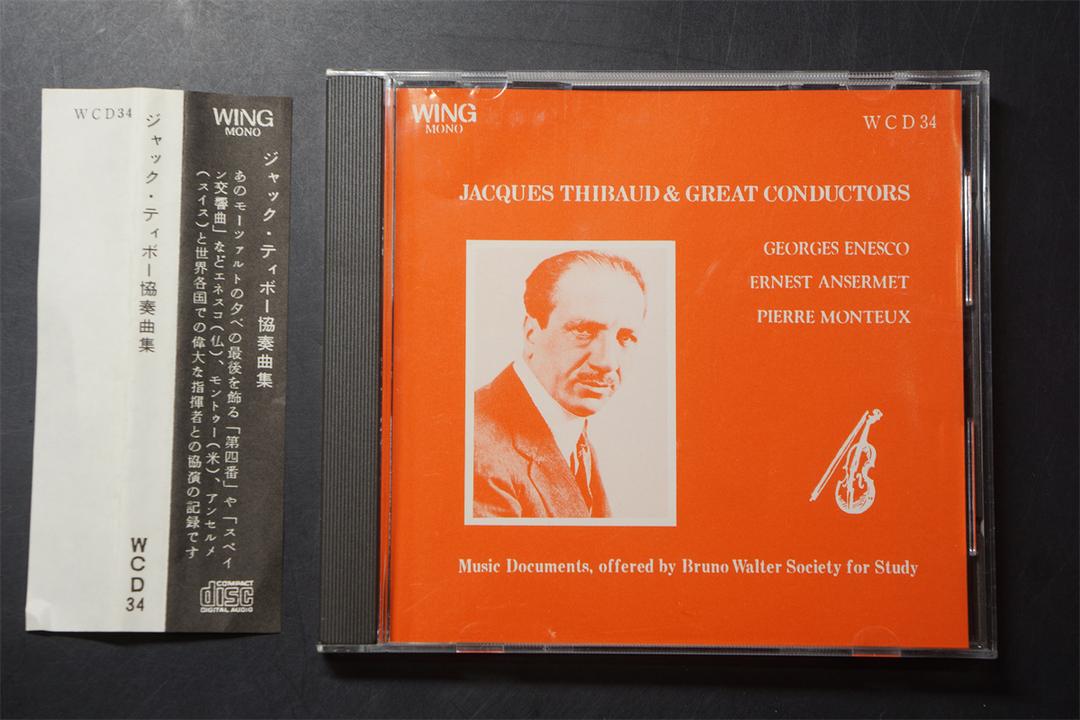 WCD34
ジャック・ティボー協奏曲集
WCD
34
WING
MONO
ジャック・ティボー協奏曲集
あのモーツァルトの夕べの最後を飾る「第四番」や「スペイ
ン交響曲」などエネスコ(仏)、モントゥー(米)、アンセルメ
(スイス)と世界各国での偉大な指揮者との協演の記録です
COMPACT
disc
DIGITAL AUDIO
WING
MONO
WCD34
JACQUES THIBAUD & GREAT CONDUCTORS
GEORGES ENESCO
ERNEST ANSERMET
PIERRE MONTEUX
Music Documents, offered by Bruno Walter Society for Study